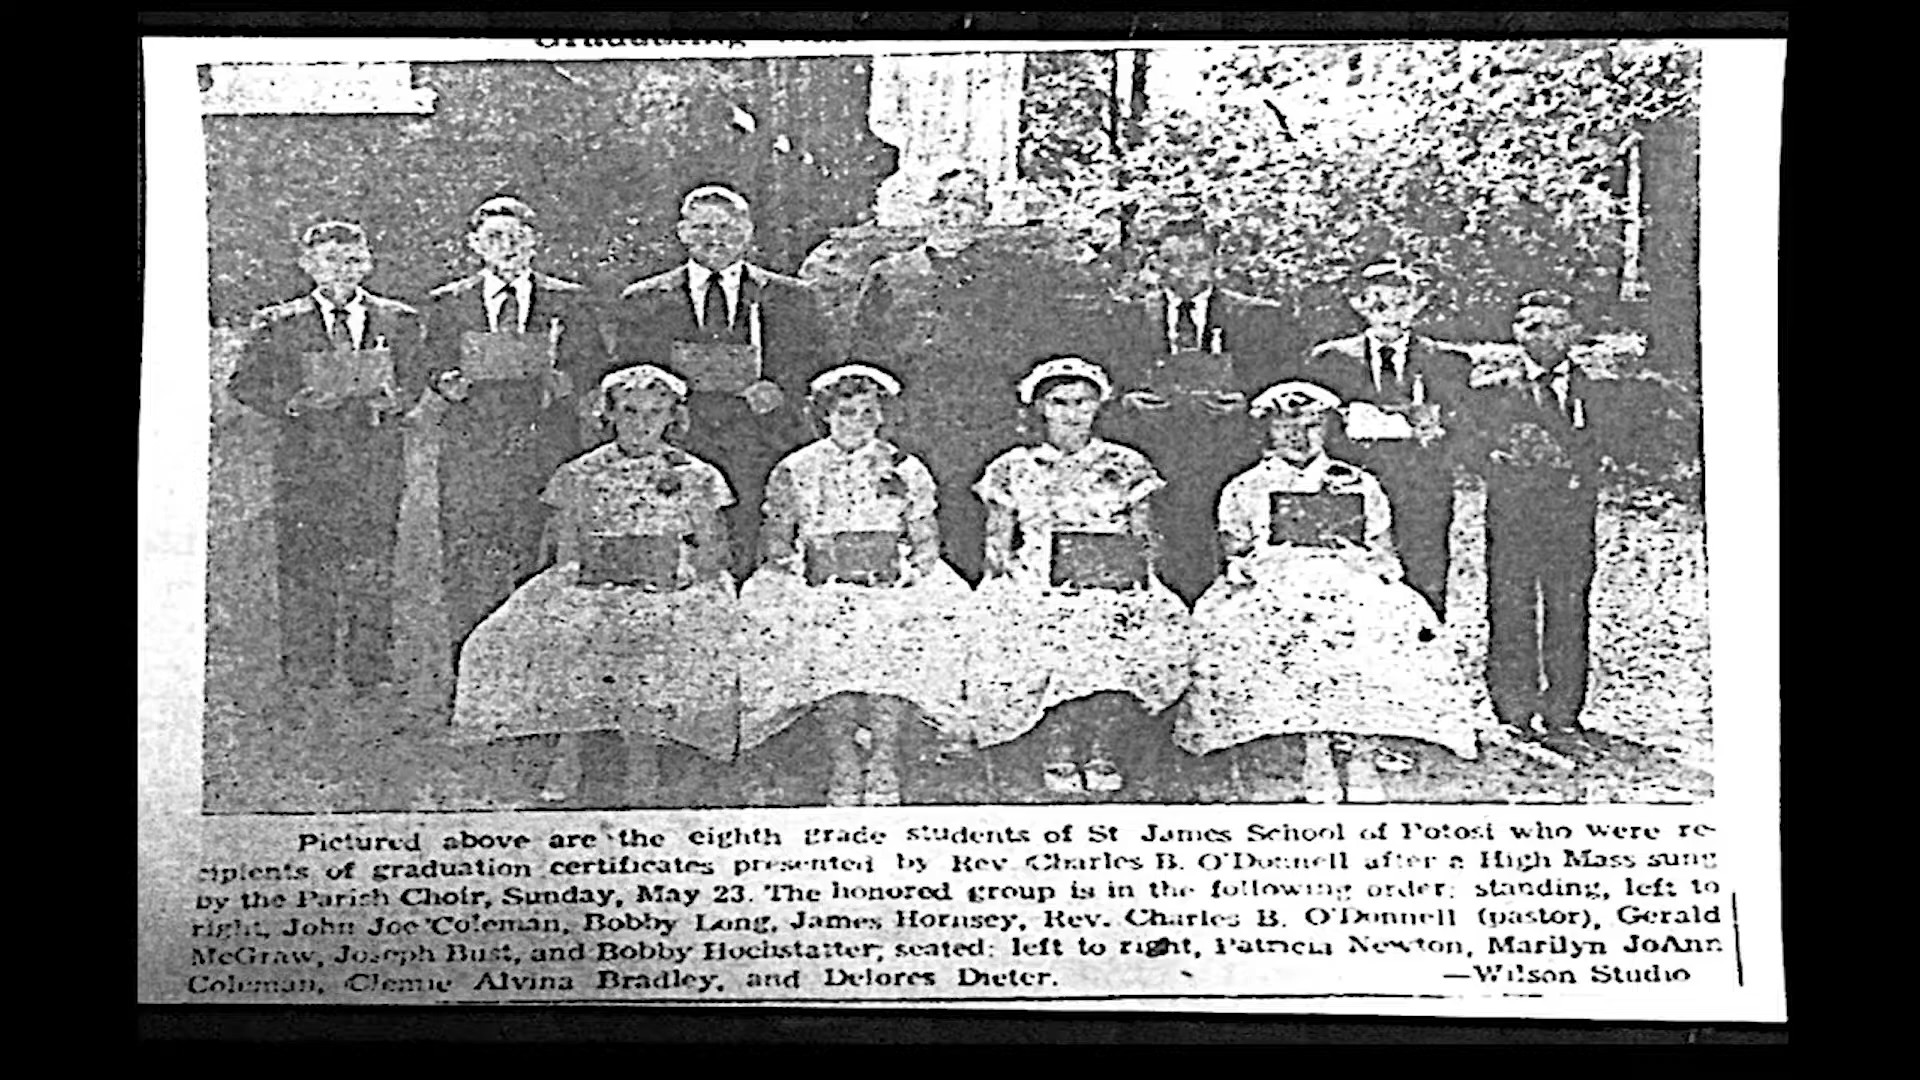 Pictured above are the eighth grade students of St James School of Potosi who were re-
cipients of graduation certificates presented by Rev. Charles B. O'Donnell after a High Mass sung
by the Parish Choir, Sunday, May 23. The honored group is in the following order: standing, left to
right, John Joe Coleman, Bobby Long, James Hornsey, Rev. Charles B. O'Donnell (pastor), Gerald
McGraw, Joseph Bust, and Bobby Hochstatter; seated: left to right, Patricia Newton, Marilyn JoAnn
Coleman, Clemie Alvina Bradley, and Delores Dieter.
—Wilson Studio